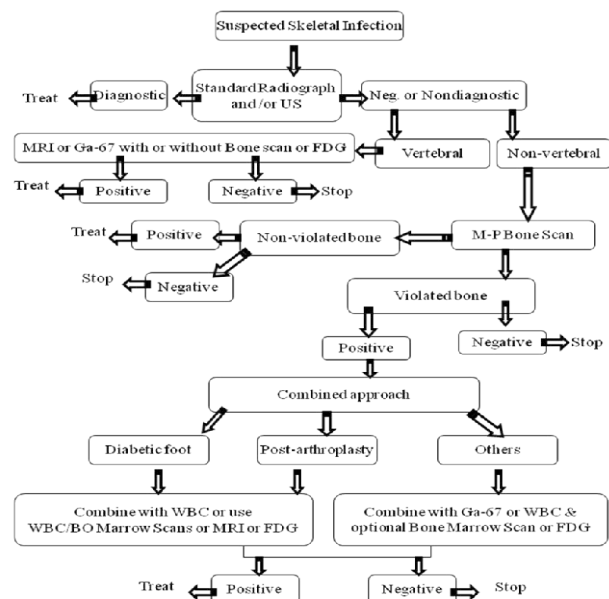 Suspected Skeletal Infection
Treat
Diagnostic
Standard Radiograph
and /or US
Neg. or Nondiagnostic
MRI or Ga-67 with or without Bone scan or FDG
Vertebral
Non-vertebral
Treat
Positive
Negative
Stop
Treat
Positive
Non-violated bone
M-P Bone Scan
Stop
Negative
Violated bone
Positive
Negative
Stop
Combined approach
Diabetic foot
Post-arthroplasty
Others
Combine with WBC or use
WBC/BO Marrow Scans or MRI or FDG
Combine with Ga-67 or WBC &
optional Bone Marrow Scan or FDG
Treat
Positive
Negative
Stop